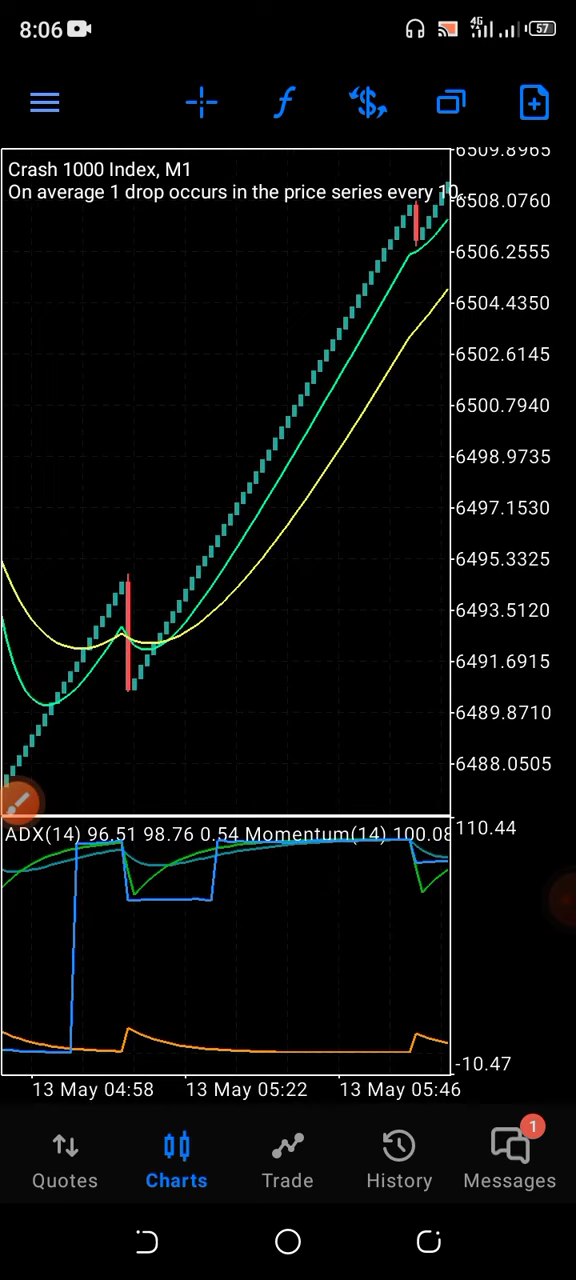 8:06 4G 57
6509.8965
Crash 1000 Index, M1
On average 1 drop occurs in the price series every 10
6508.0760
6506.2555
6504.4350
6502.6145
6500.7940
6498.9735
6497.1530
6495.3325
6493.5120
6491.6915
6489.8710
6488.0505
ADX(14) 96.51 98.76 0.54 Momentum(14) 100.08
110.44
-10.47
13 May 04:58 13 May 05:22 13 May 05:46
1
Quotes Charts Trade History Messages